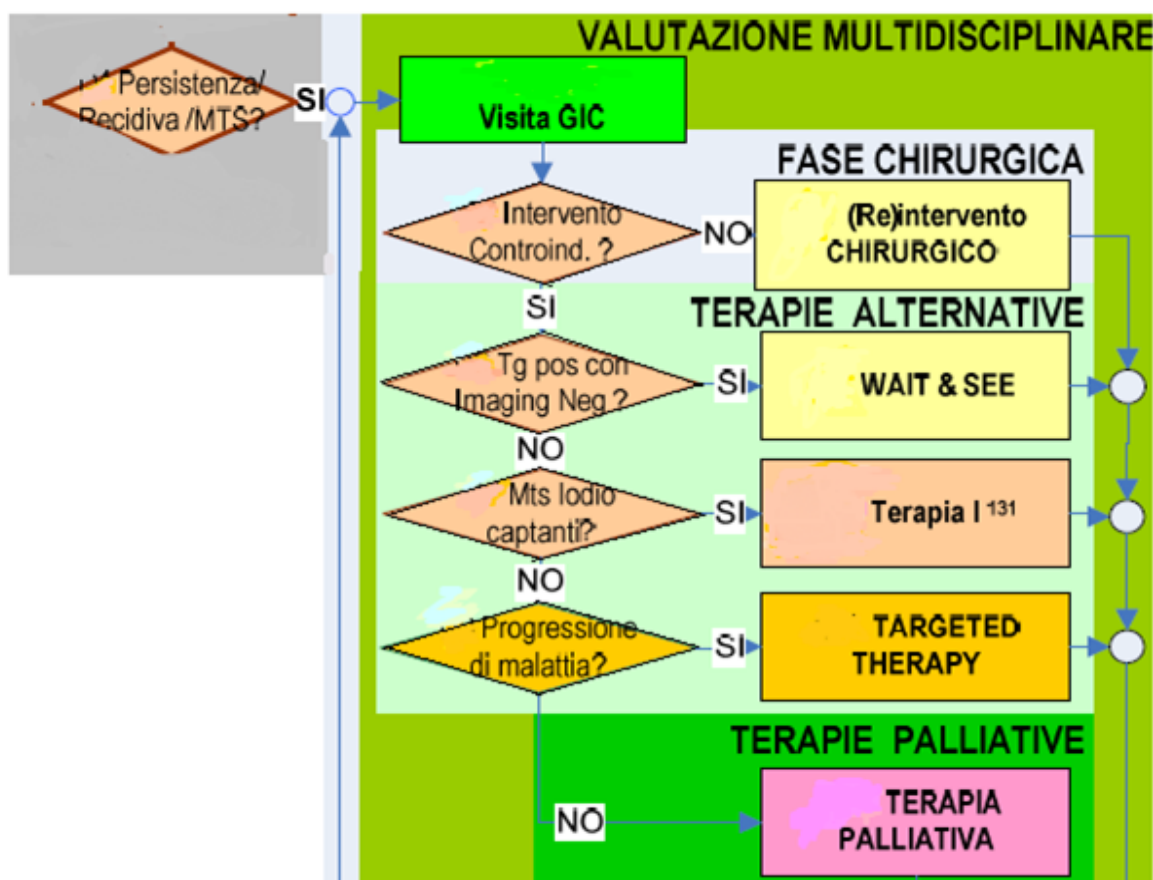 VALUTAZIONE MULTIDISCIPLINARE
Persistenza/
Recidiva /MTS?
SI
Visita GIC
FASE CHIRURGICA
Intervento
Controind. ?
NO
(Re)intervento
CHIRURGICO
SI
TERAPIE ALTERNATIVE
Tg pos con
Imaging Neg ?
SI
WAIT & SEE
NO
Mts Iodio
captanti?
SI
Terapia I 131
NO
Progressione
di malattia?
SI
TARGETED
THERAPY
TERAPIE PALLIATIVE
NO
TERAPIA
PALLIATIVA